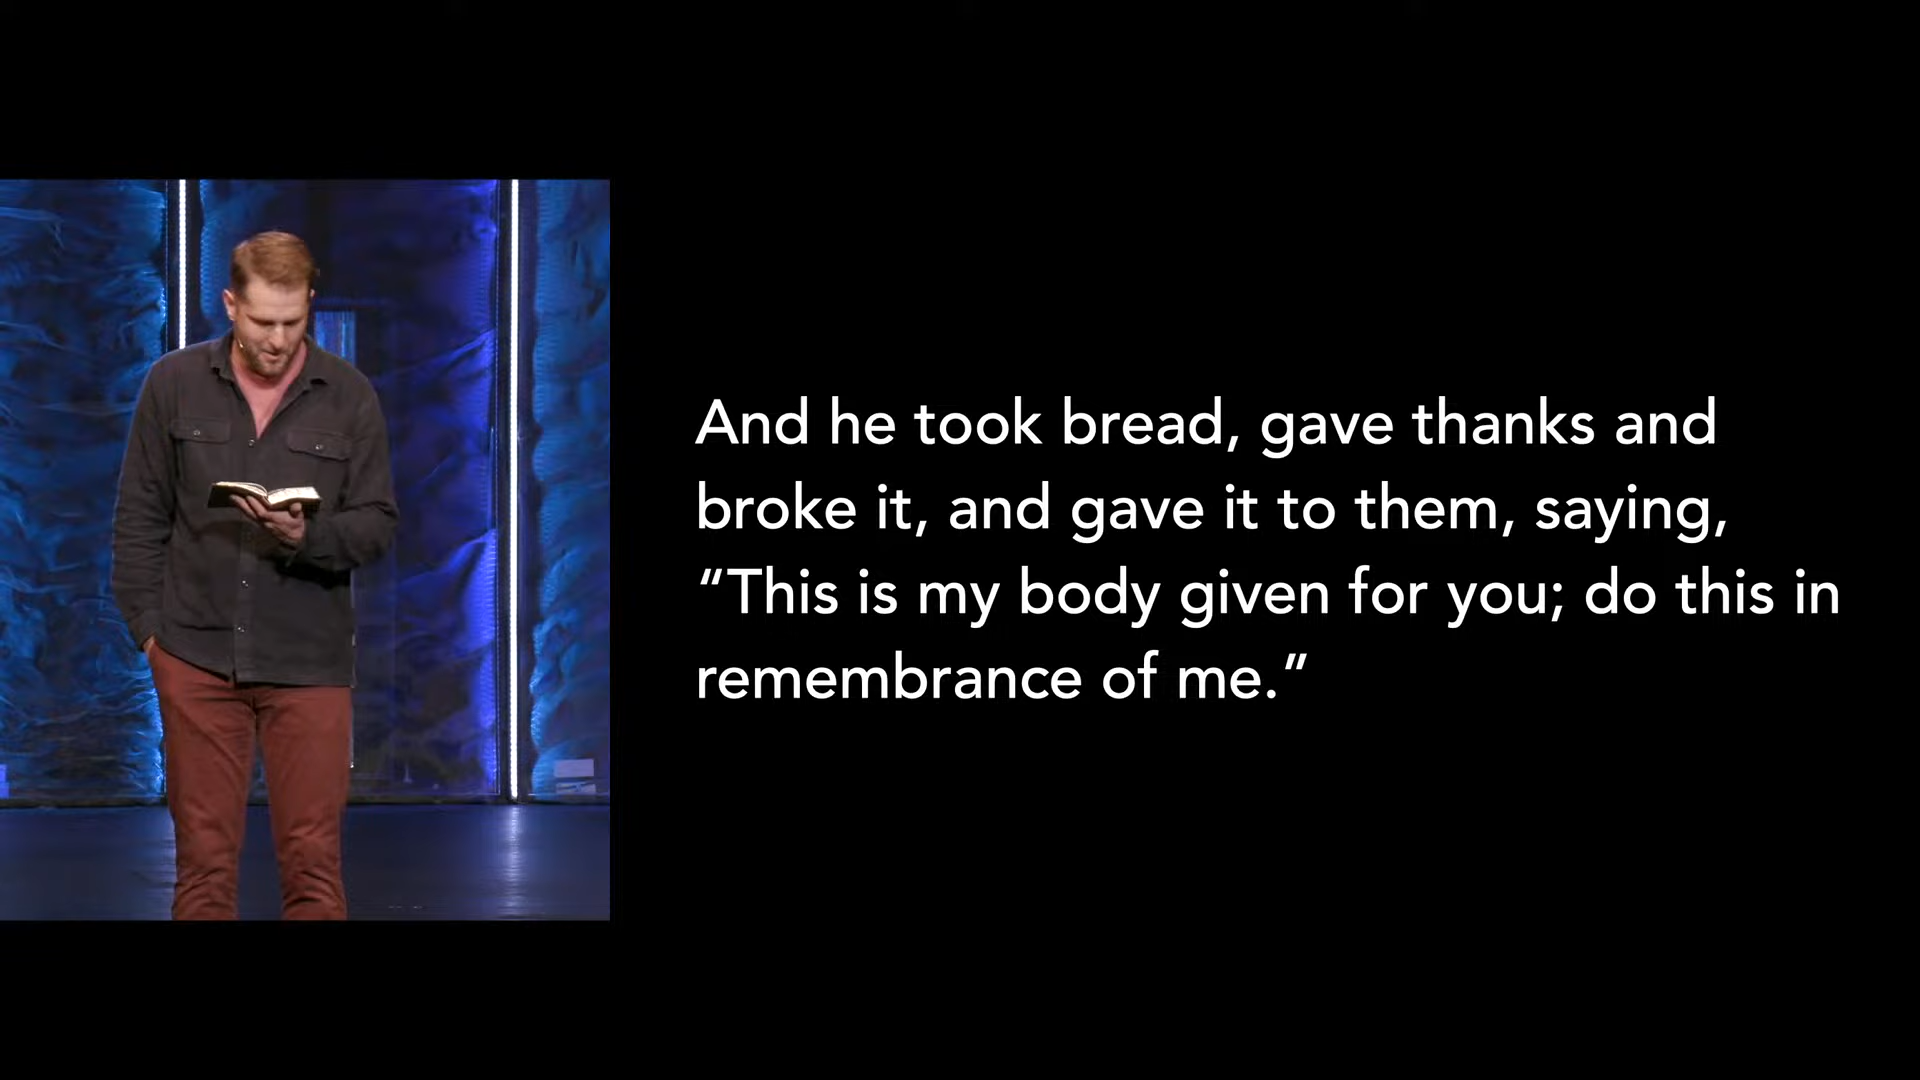 And he took bread, gave thanks and
broke it, and gave it to them, saying,
“This is my body given for you; do this in
remembrance of me.”